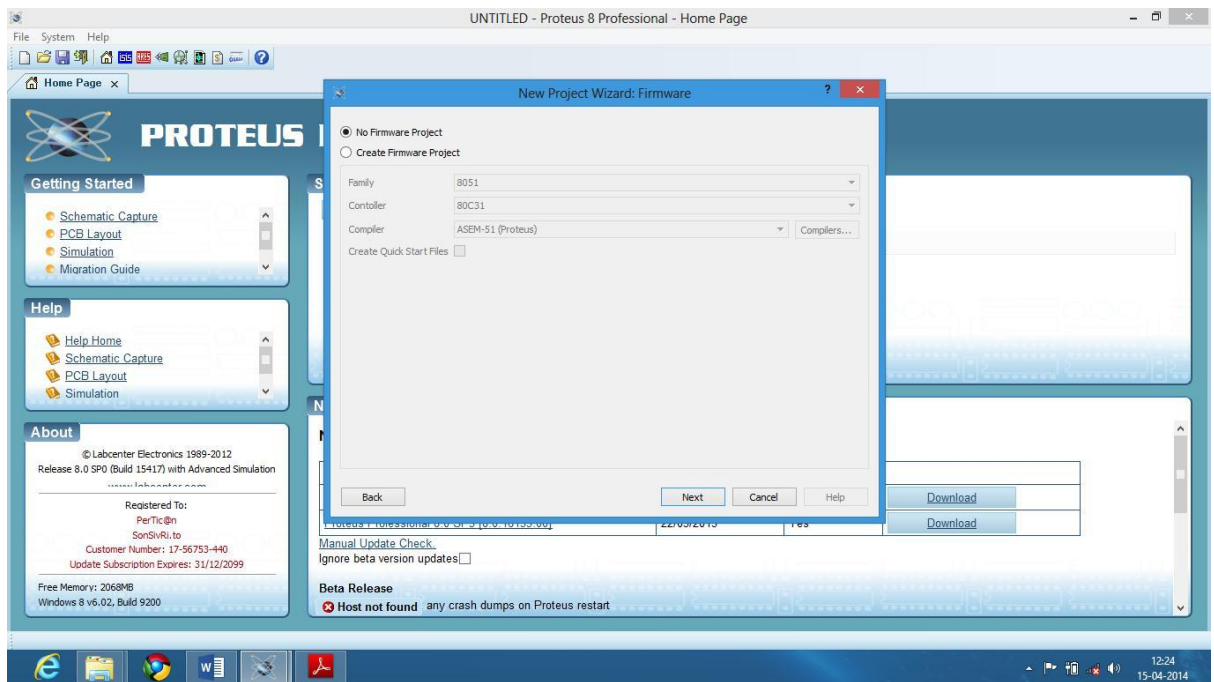 UNTITLED - Proteus 8 Professional - Home Page
File System Help
Home Page x
New Project Wizard: Firmware
PROTEUS
No Firmware Project
Create Firmware Project
Family 8051
Contoller 80C31
Compiler ASEM-51 (Proteus) Compilers...
Create Quick Start Files
Back Next Cancel Help
Getting Started
Schematic Capture
PCB Layout
Simulation
Migration Guide
Help
Help Home
Schematic Capture
PCB Layout
Simulation
About
© Labcenter Electronics 1989-2012
Release 8.0 SP0 (Build 15417) with Advanced Simulation
Registered To:
PerTic@n
SonSivRi.to
Customer Number: 17-56753-440
Update Subscription Expires: 31/12/2099
Free Memory: 2068MB
Windows 8 v6.02, Build 9200
Download
Download
Manual Update Check.
Ignore beta version updates
Beta Release
Host not found any crash dumps on Proteus restart
12:24
15-04-2014